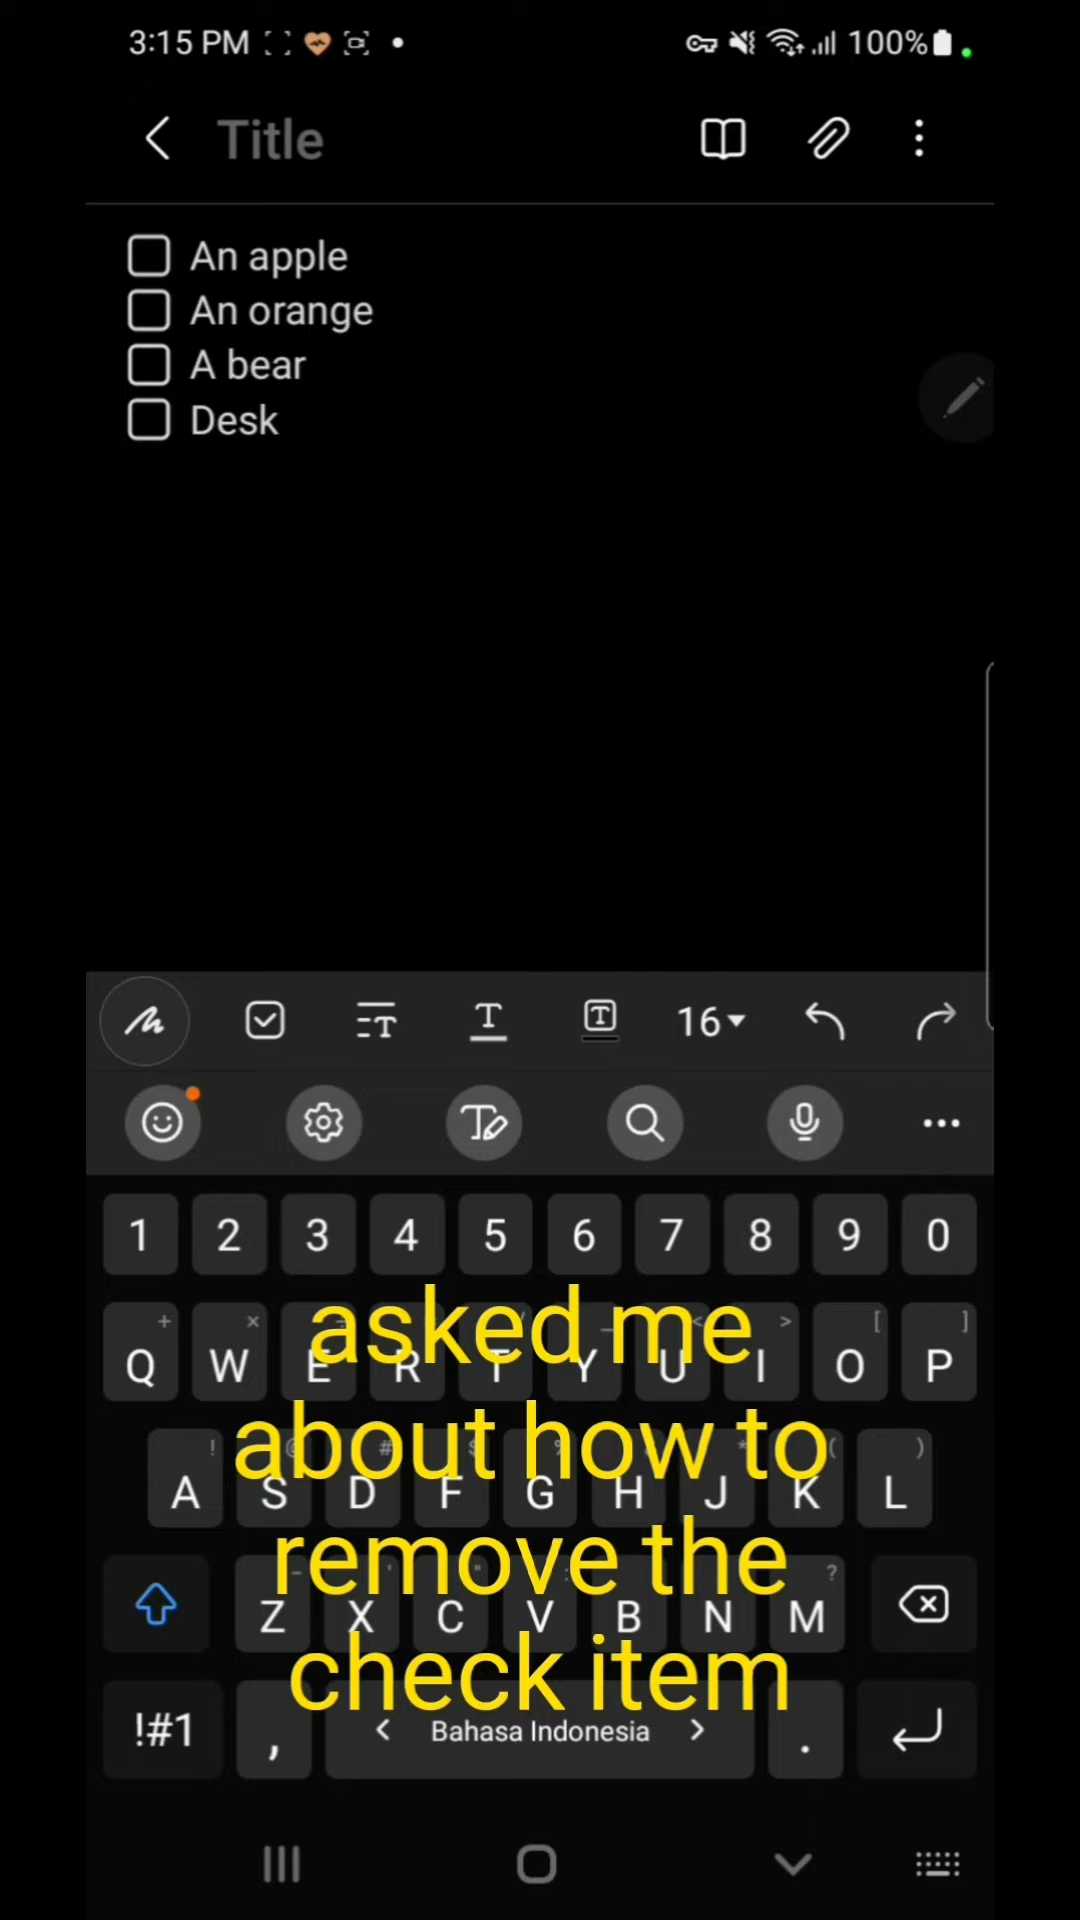 3:15 PM 100%
Title
An apple
An orange
A bear
Desk
16
1 2 3 4 5 6 7 8 9 0
Q W E R T Y U I O P
A S D F G H J K L
Z X C V B N M
!#1 , < Bahasa Indonesia > .
asked me
about how to
remove the
check item